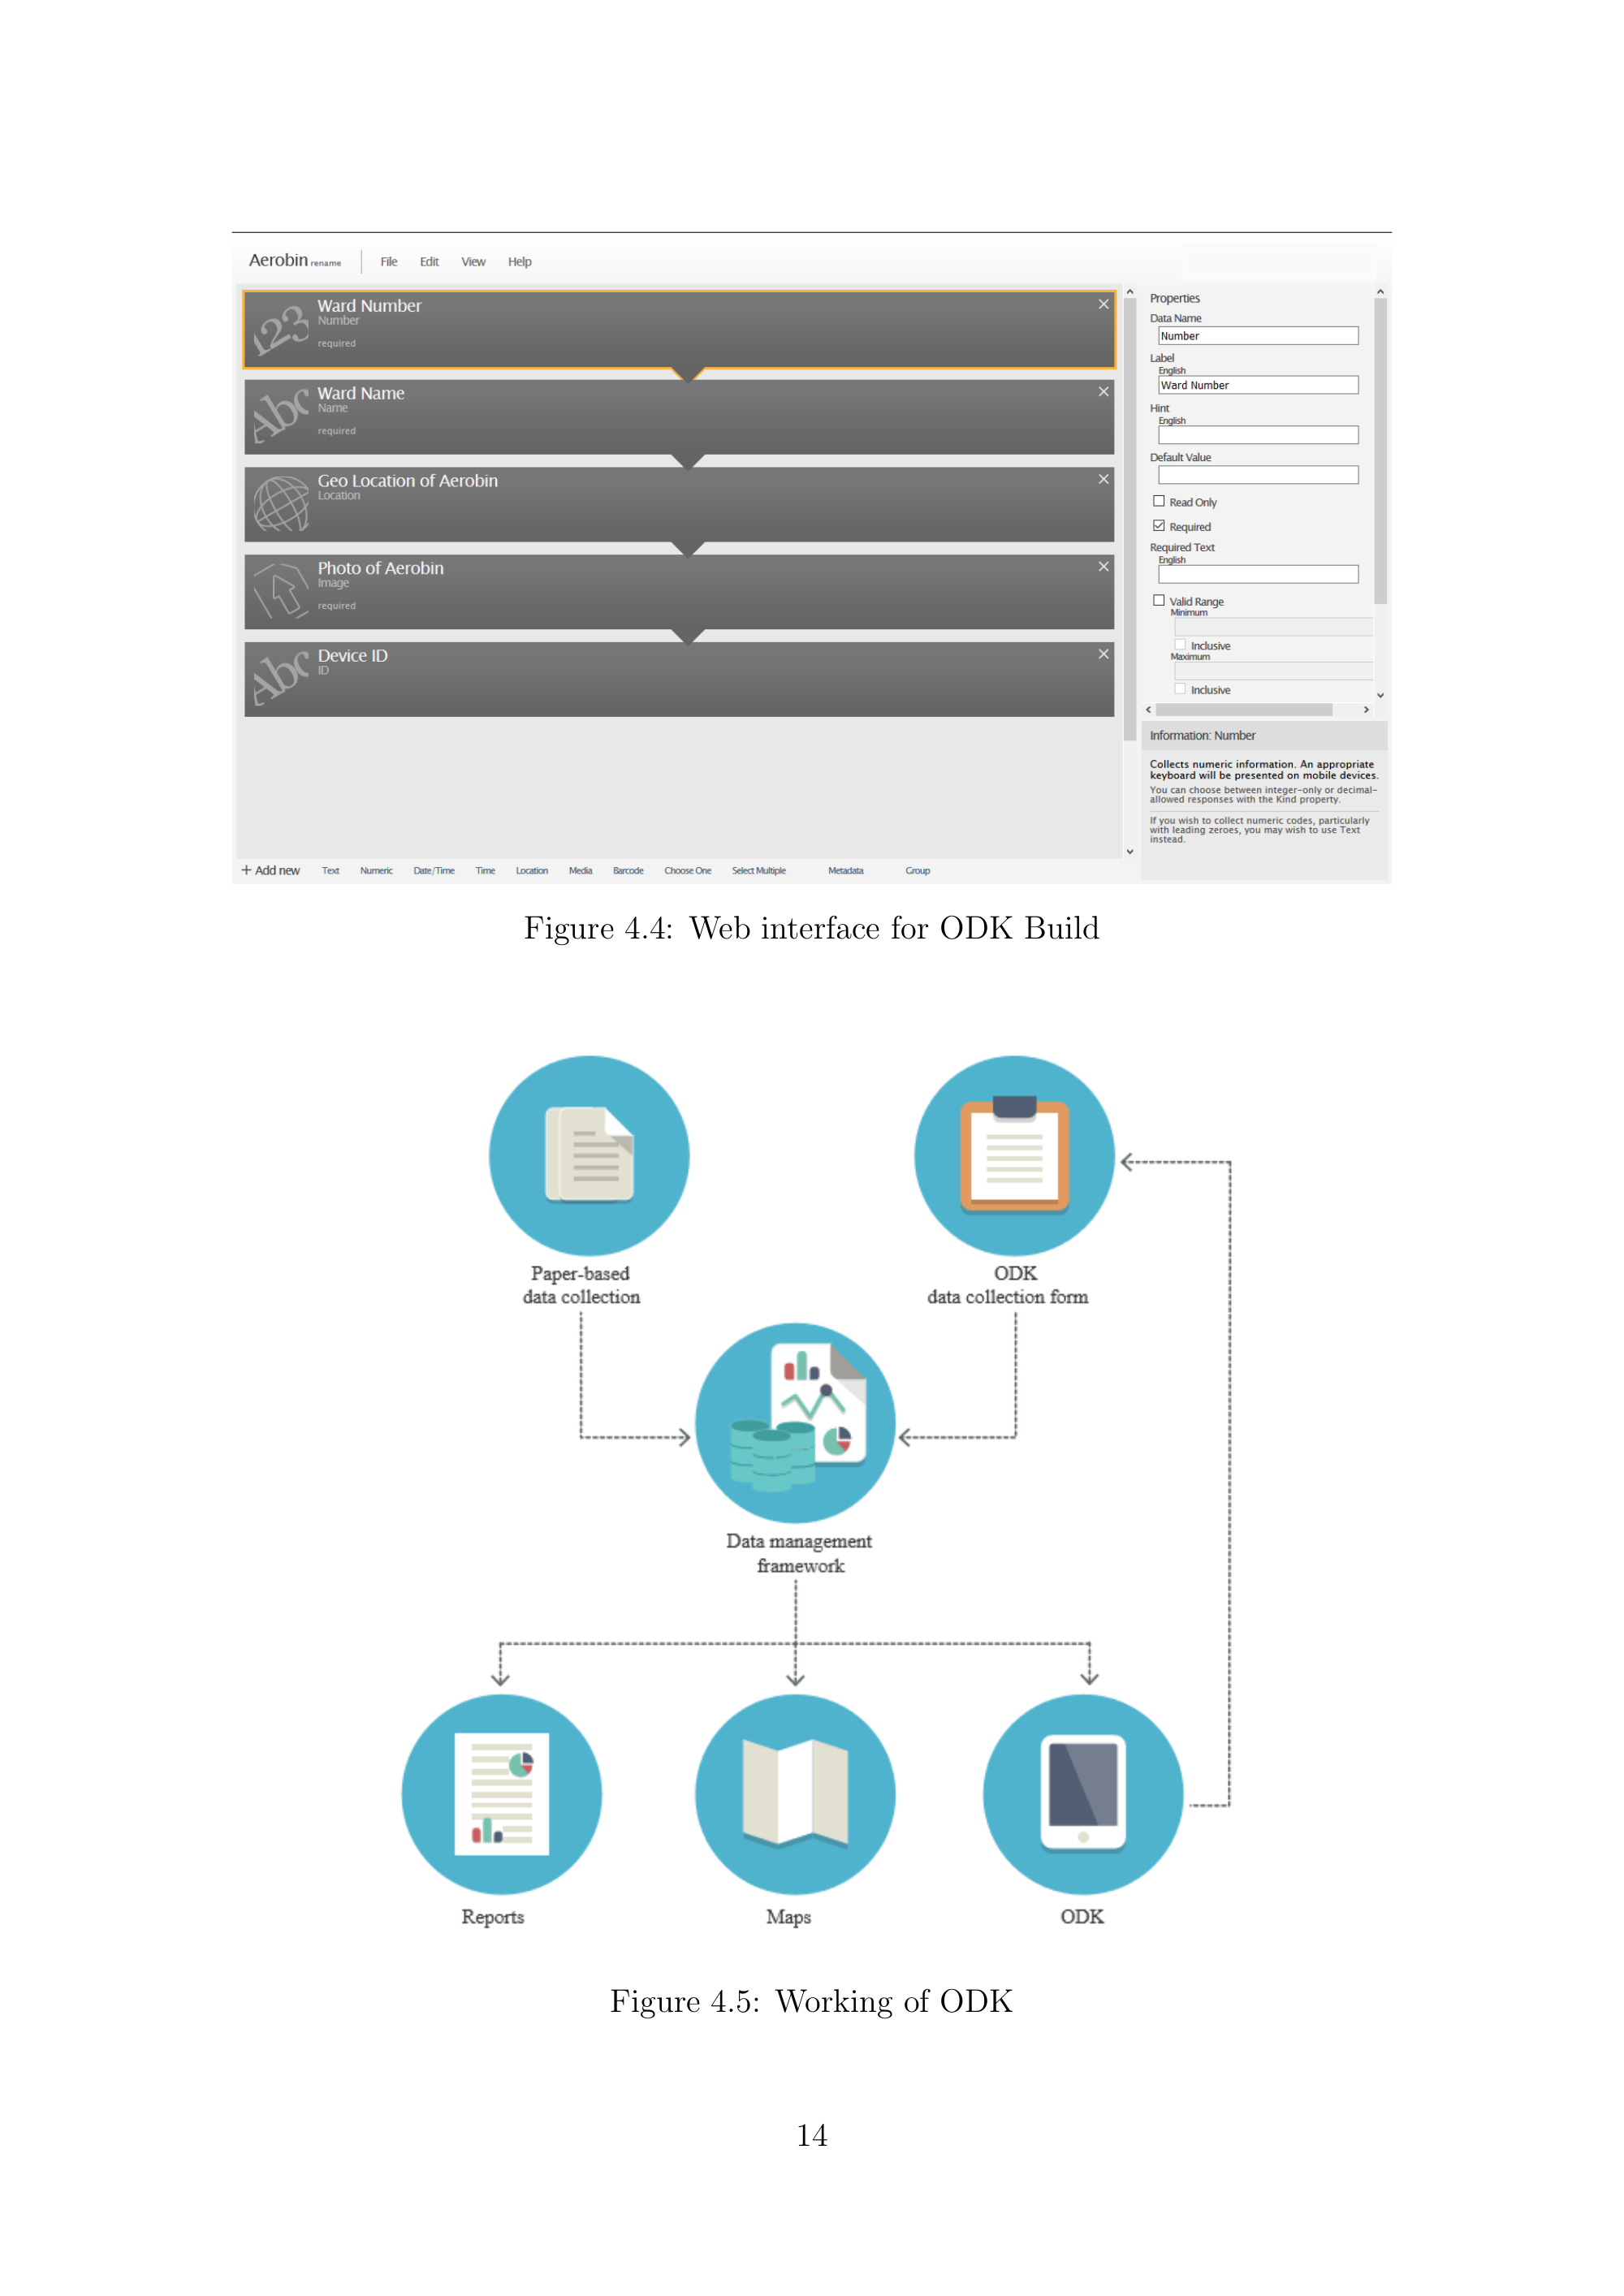 Aerobin rename File Edit View Help
123 Ward Number
Number
required
Abc Ward Name
Name
required
Geo Location of Aerobin
Location
Photo of Aerobin
Image
required
Abc Device ID
ID
+ Add new Text Numeric Date/Time Time Location Media Barcode Choose One Select Multiple Metadata Group
Properties
Data Name
Number
Label
English
Ward Number
Hint
English
Default Value
Read Only
Required
Required Text
English
Valid Range
Minimum
Inclusive
Maximum
Inclusive
Information: Number
Collects numeric information. An appropriate
keyboard will be presented on mobile devices.
You can choose between integer-only or decimal-
allowed responses with the Kind property.
If you wish to collect numeric codes, particularly
with leading zeroes, you may wish to use Text
instead.
Figure 4.4: Web interface for ODK Build
Paper-based
data collection
ODK
data collection form
Data management
framework
Reports
Maps
ODK
Figure 4.5: Working of ODK
14